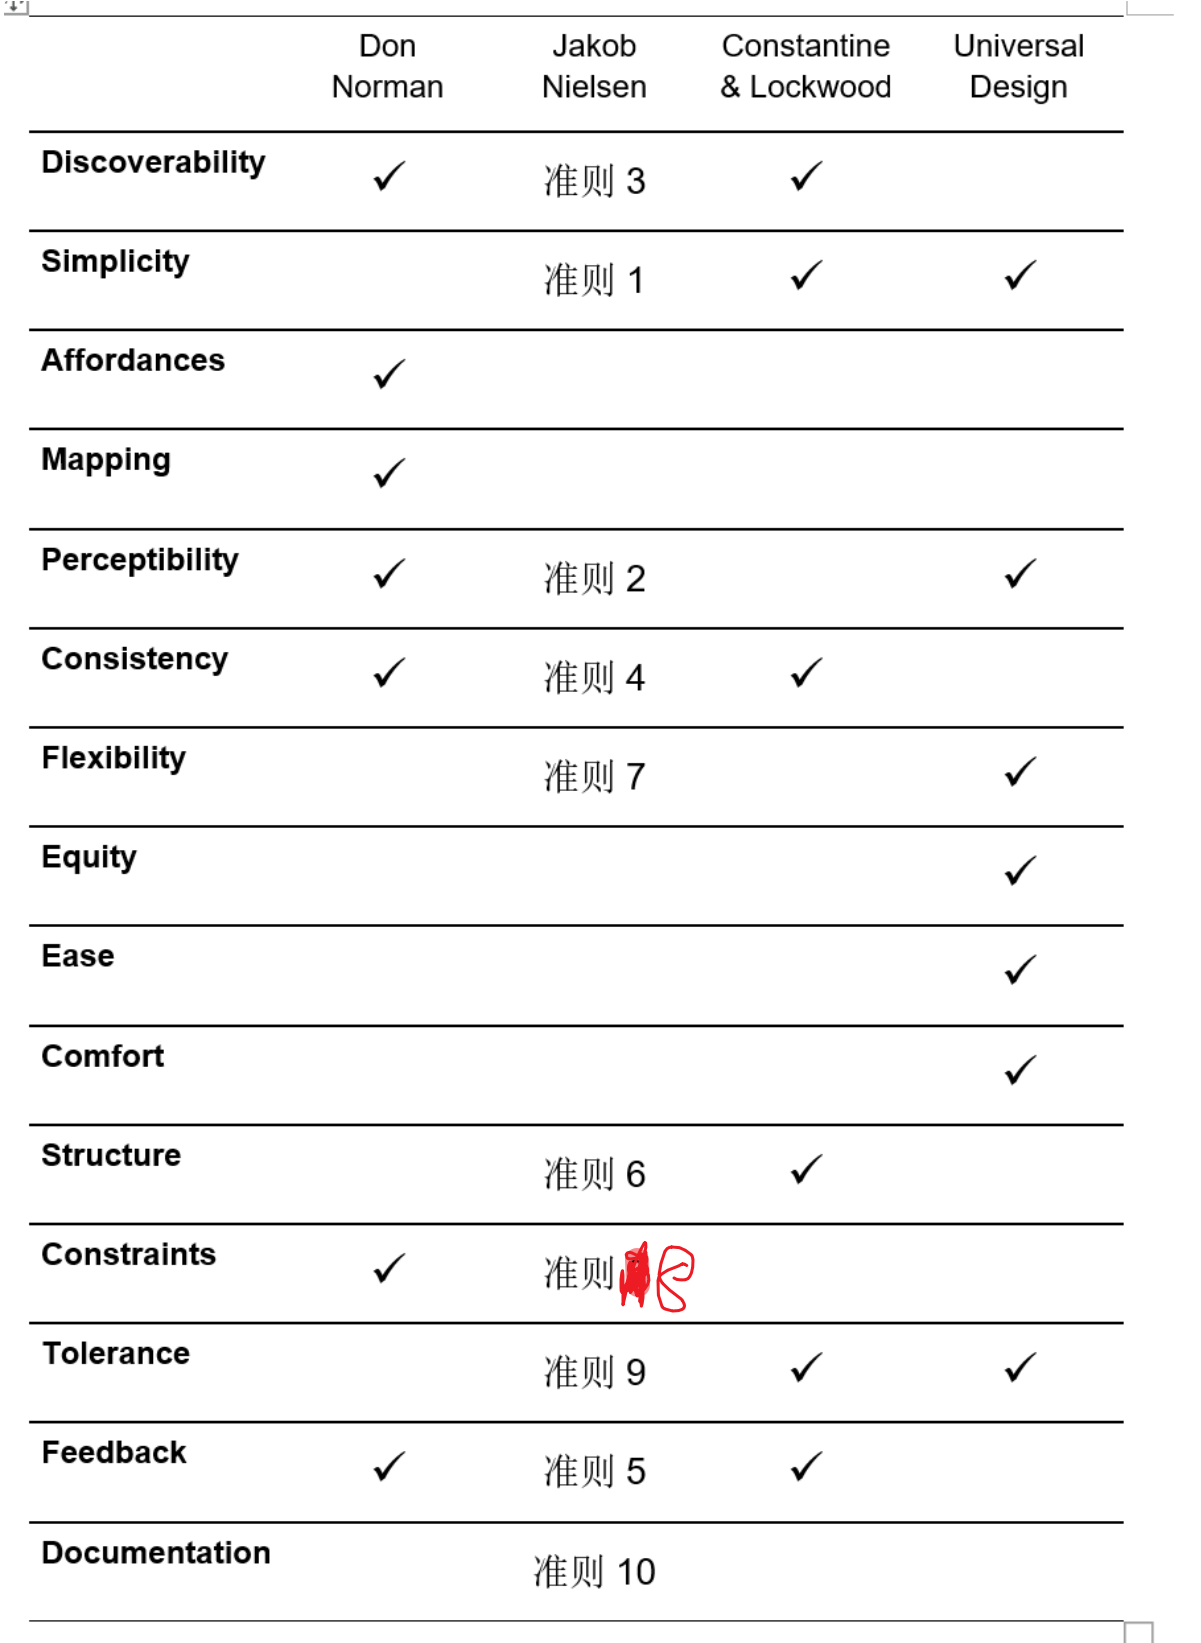 Don Norman Jakob Nielsen Constantine & Lockwood Universal Design
Discoverability ✓ 准则 3 ✓
Simplicity 准则 1 ✓ ✓
Affordances ✓
Mapping ✓
Perceptibility ✓ 准则 2 ✓
Consistency ✓ 准则 4 ✓
Flexibility 准则 7 ✓
Equity ✓
Ease ✓
Comfort ✓
Structure 准则 6 ✓
Constraints ✓ 准则
Tolerance 准则 9 ✓ ✓
Feedback ✓ 准则 5 ✓
Documentation 准则 10